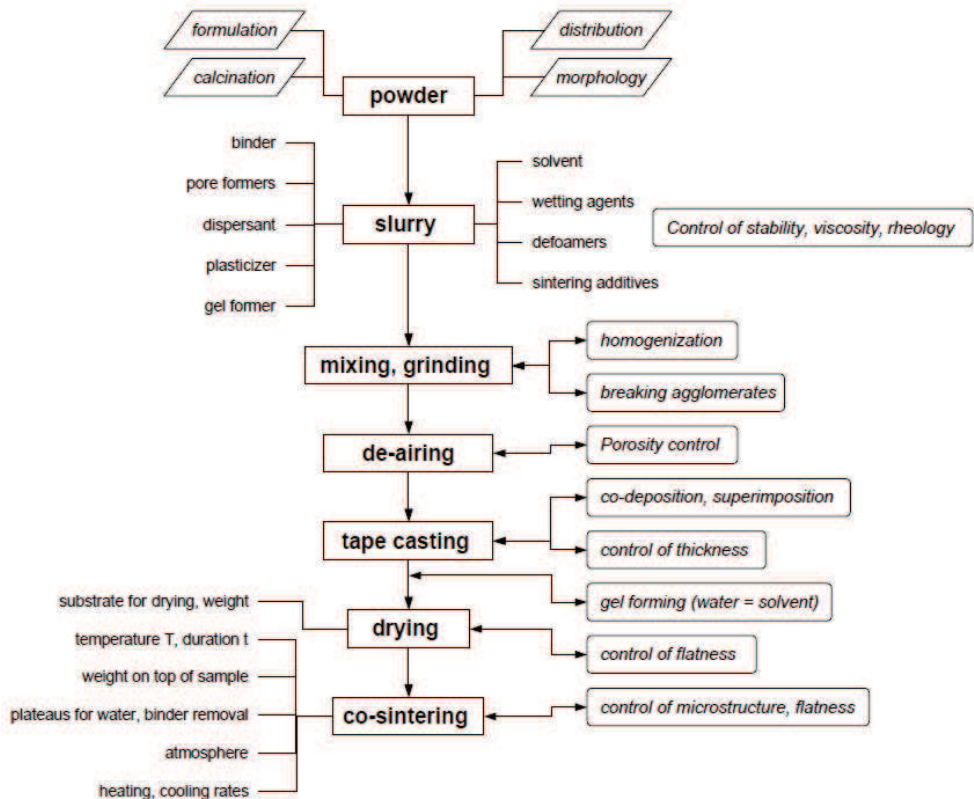 formulation
distribution
calcination
morphology
powder
binder
pore formers
dispersant
plasticizer
gel former
slurry
solvent
wetting agents
defoamers
sintering additives
Control of stability, viscosity, rheology
mixing, grinding
homogenization
breaking agglomerates
de-airing
Porosity control
tape casting
co-deposition, superimposition
control of thickness
gel forming (water = solvent)
substrate for drying, weight
drying
control of flatness
temperature T, duration t
weight on top of sample
plateaus for water, binder removal
atmosphere
heating, cooling rates
co-sintering
control of microstructure, flatness